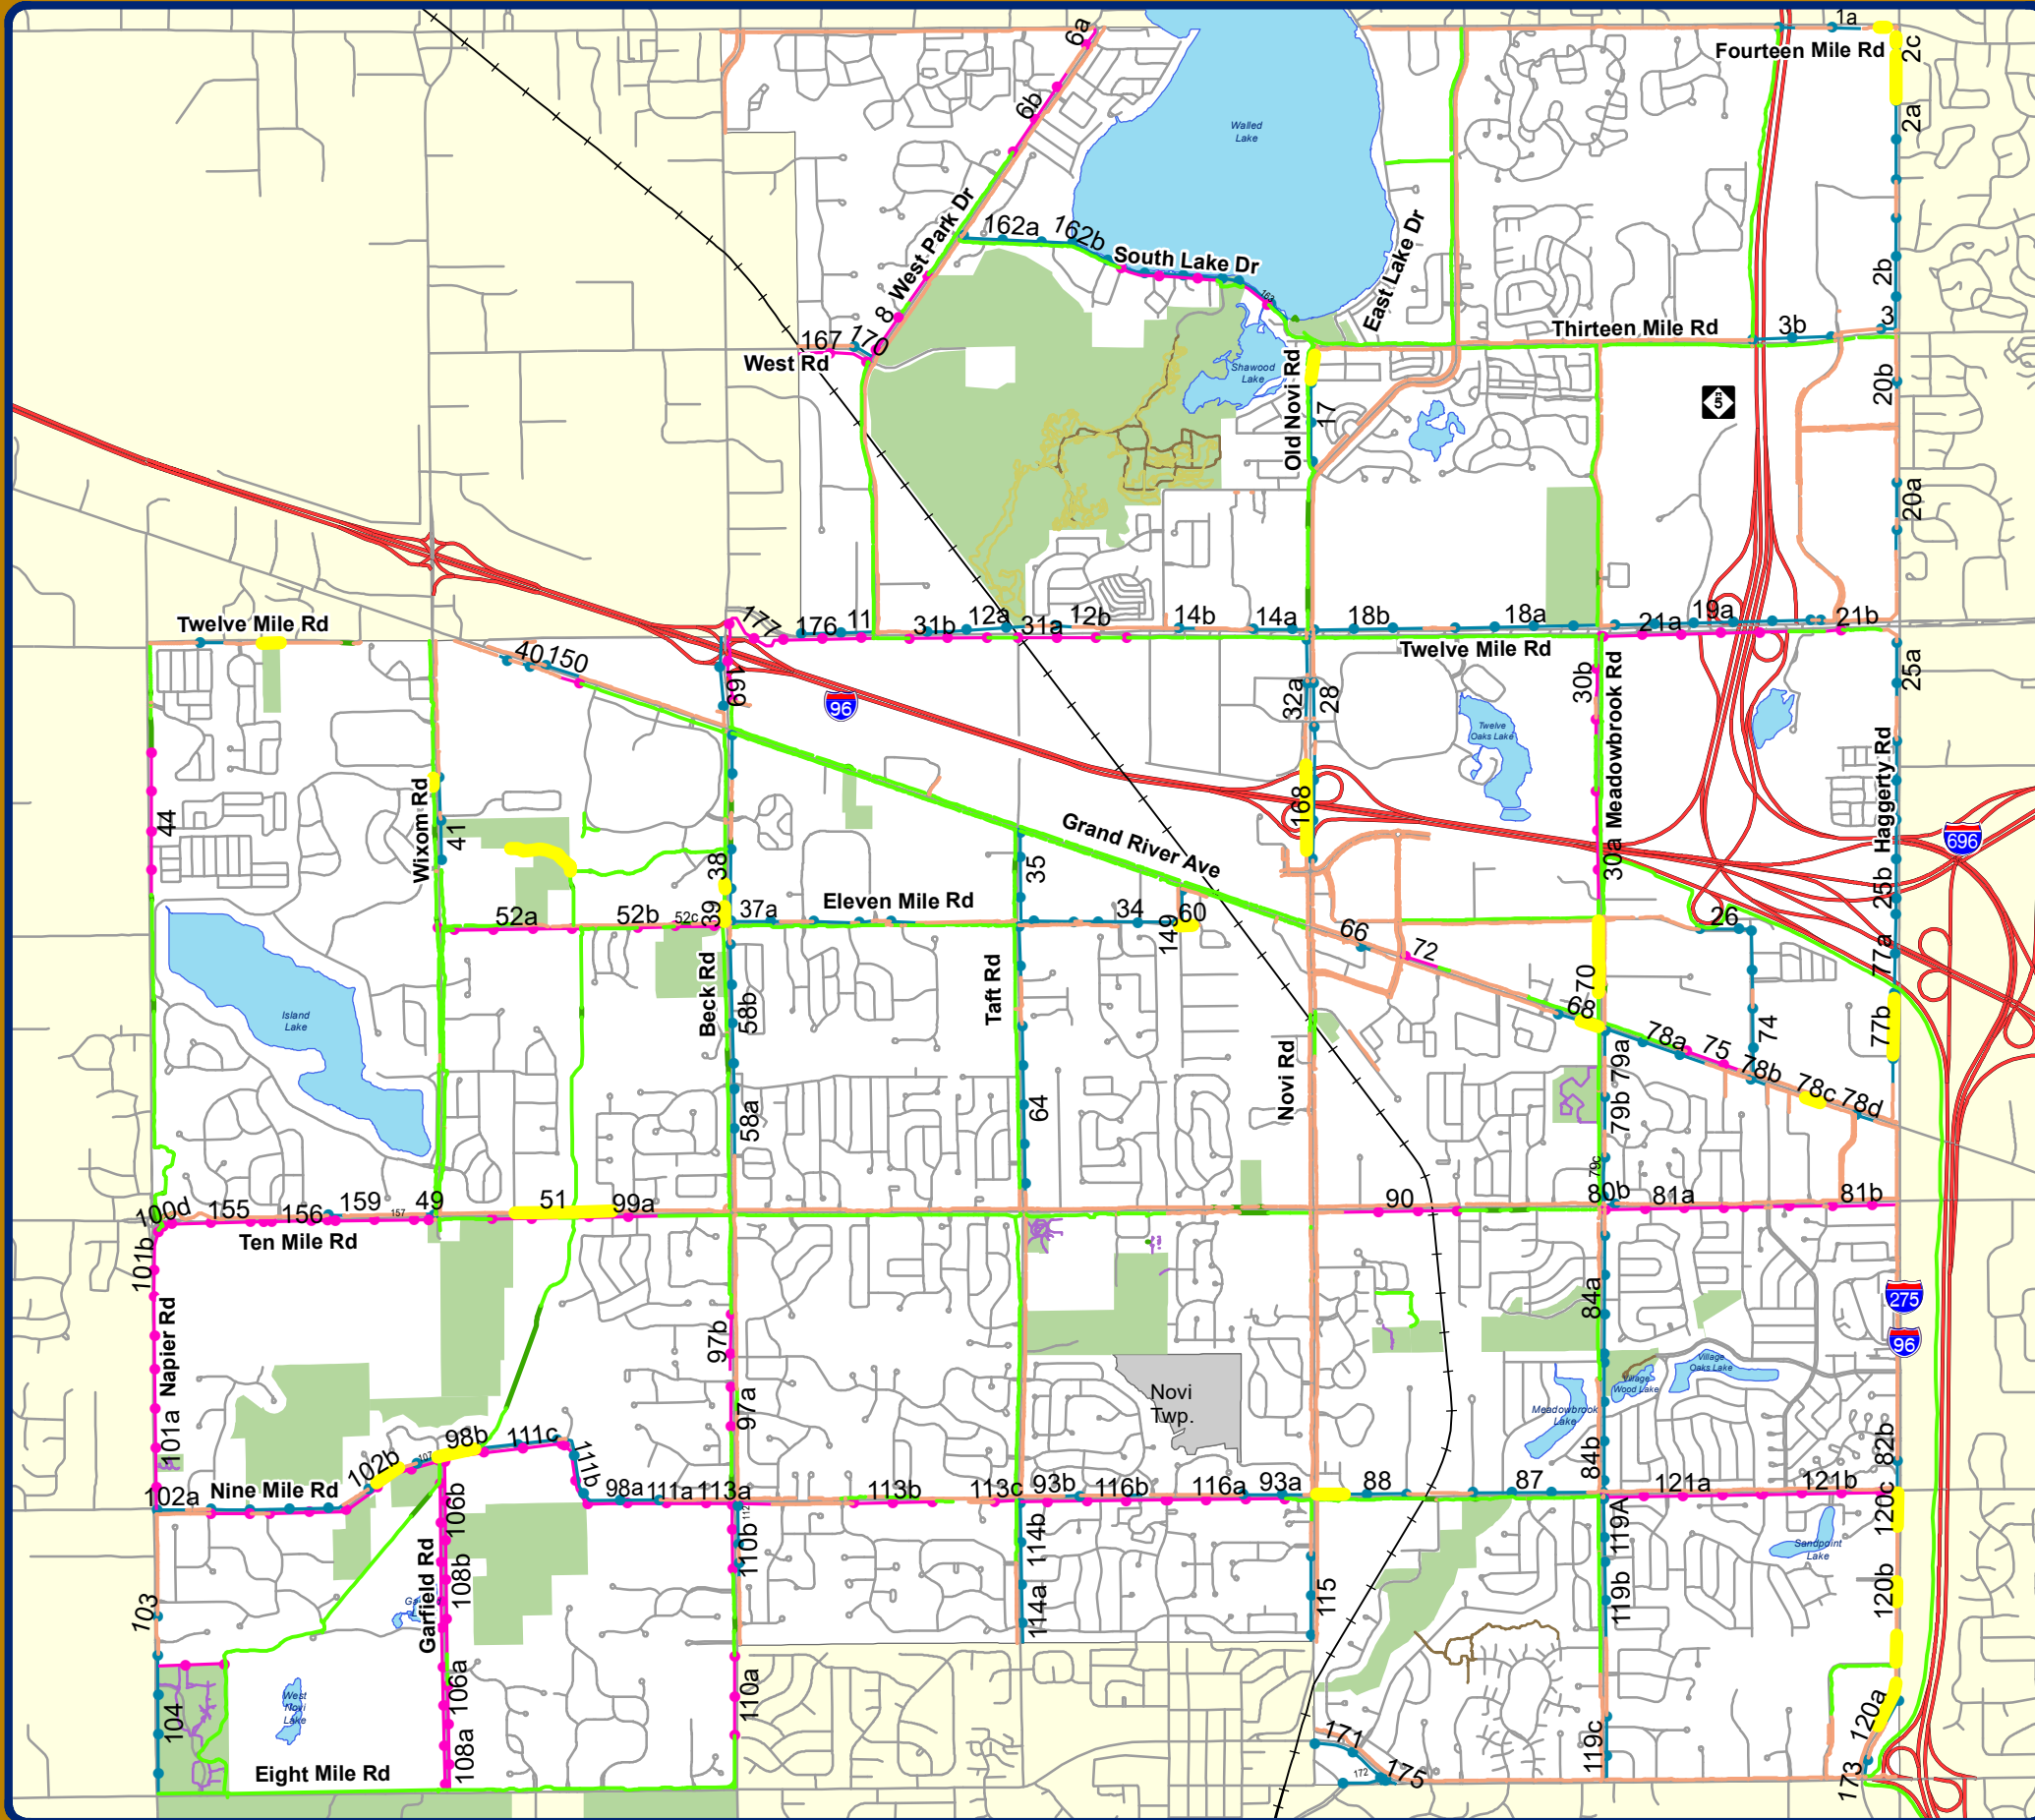 1a
Fourteen Mile Rd
2c
6a
6b
2a
Walled
Lake
West Park Dr
162a
162b
South Lake Dr
East Lake Dr
163
2b
8
167
170
West Rd
Thirteen Mile Rd
3b
3
Shawood
Lake
Old Novi Rd
17
M
5
20b
20a
Twelve Mile Rd
177
176
11
31b
12a
31a
12b
14b
14a
18b
18a
21a
19a
21b
Twelve Mile Rd
40
150
169
96
32a
28
Twelve
Oaks Lake
30b
Meadowbrook Rd
25a
Haggerty Rd
44
Wixom Rd
41
38
168
Grand River Ave
30a
696
25b
35
Eleven Mile Rd
52a
52b
52c
39
37a
34
149
60
66
72
26
70
77a
Island
Lake
Beck Rd
58b
Taft Rd
Novi Rd
68
78a
75
74
77b
78b
78c
78d
58a
64
79a
79b
79c
100d
155
156
159
157
49
51
99a
90
80b
81a
81b
Ten Mile Rd
101b
Napier Rd
97b
84a
275
96
101a
97a
Novi
Twp.
Village
Oaks Lake
Village
Wood Lake
Meadowbrook
Lake
102b
107
98b
111c
111b
84b
82b
102a
Nine Mile Rd
98a
111a
113a
113b
113c
93b
116b
116a
93a
88
87
121a
121b
106b
110b
114b
119A
120c
Sandpoint
Lake
103
Garfield Rd
108b
114a
115
119b
120b
104
West
Novi
Lake
106a
110a
120a
Eight Mile Rd
108a
171
172
175
119c
173